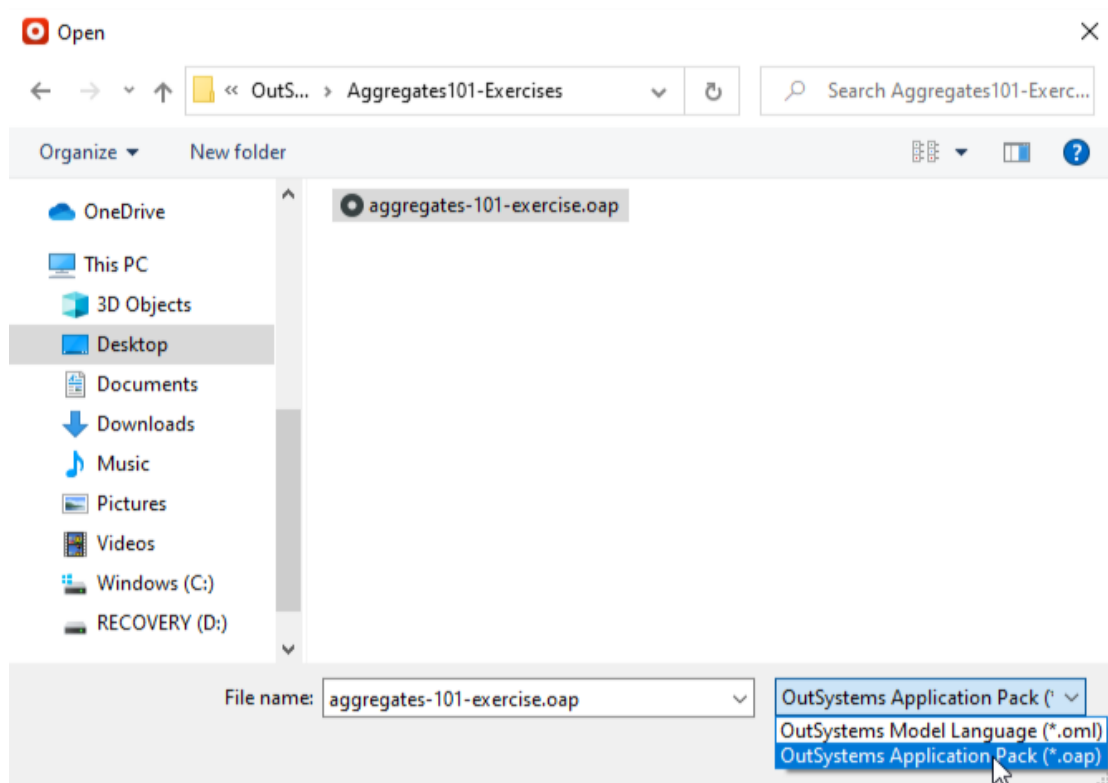 Open
« OutS... › Aggregates101-Exercises
Search Aggregates101-Exerc...
Organize
New folder
?
OneDrive
This PC
3D Objects
Desktop
Documents
Downloads
Music
Pictures
Videos
Windows (C:)
RECOVERY (D:)
aggregates-101-exercise.oap
File name: aggregates-101-exercise.oap
OutSystems Application Pack (*
OutSystems Model Language (*.oml)
OutSystems Application Pack (*.oap)